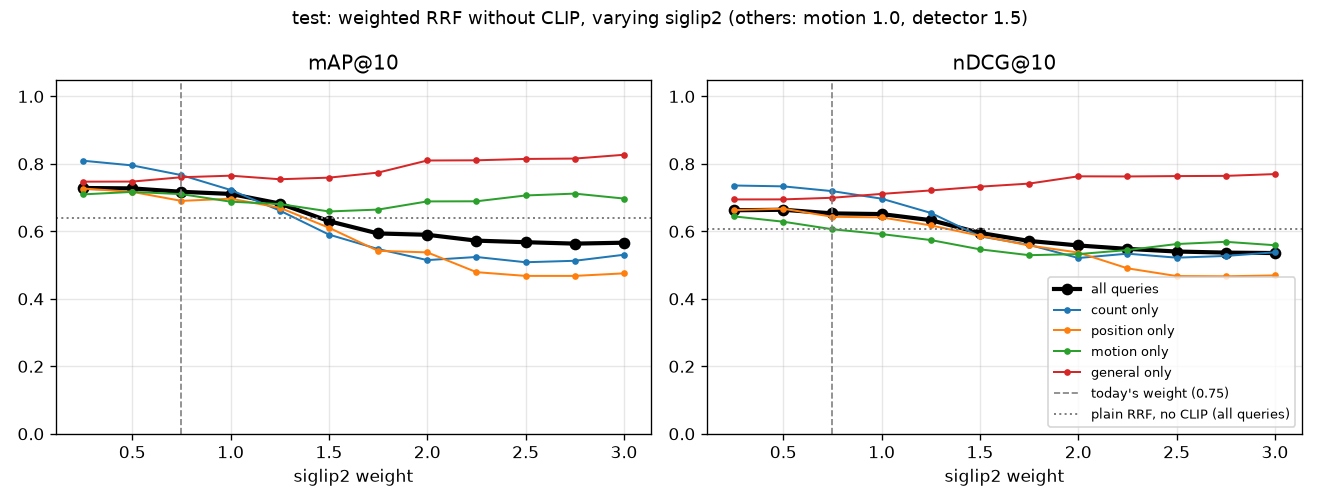 test: weighted RRF without CLIP, varying siglip2 (others: motion 1.0, detector 1.5)
mAP@10
1.0
0.8
0.6
0.4
0.2
0.0
0.5
1.0
1.5
2.0
2.5
3.0
siglip2 weight
nDCG@10
1.0
0.8
0.6
0.4
0.2
0.0
all queries
count only
position only
motion only
general only
today's weight (0.75)
plain RRF, no CLIP (all queries)
0.5
1.0
1.5
2.0
2.5
3.0
siglip2 weight